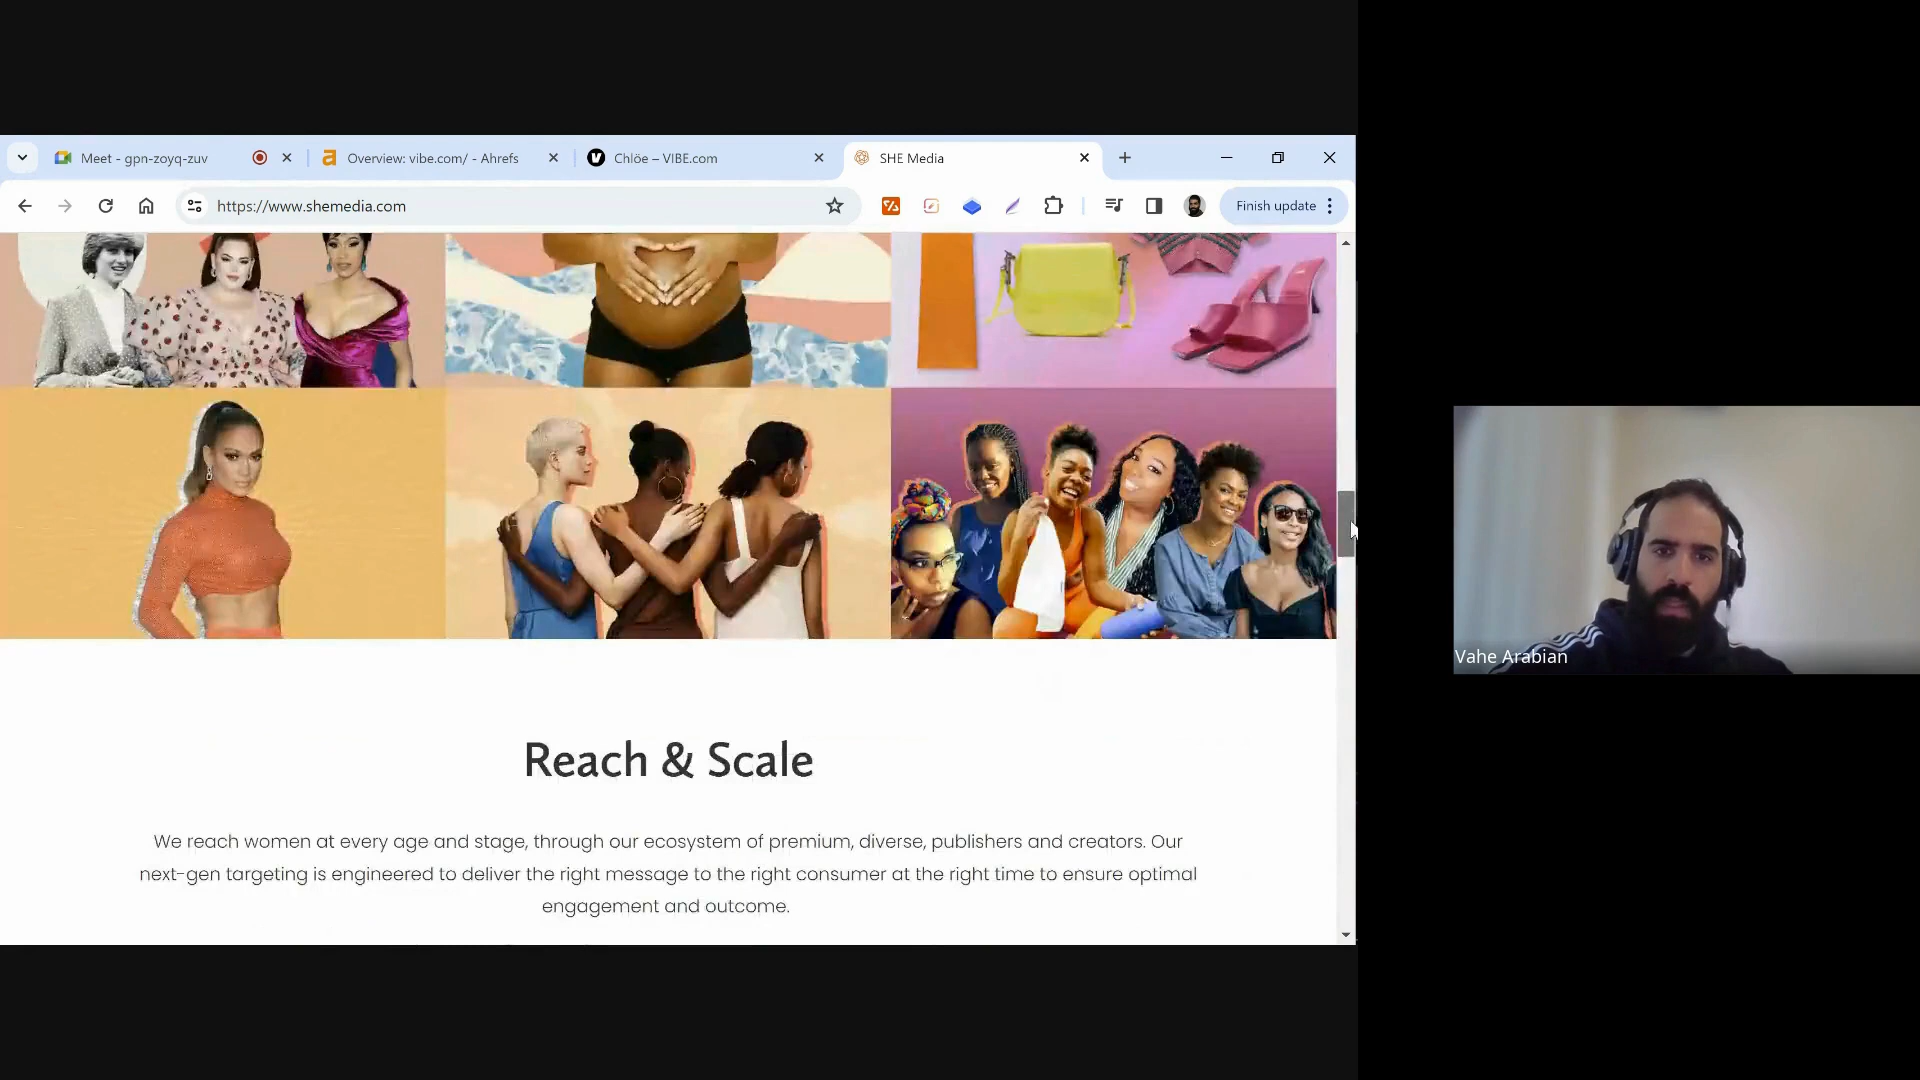 Meet - gpn-zoyq-zuv
Overview: vibe.com/ - Ahrefs
Chlöe – VIBE.com
SHE Media
https://www.shemedia.com
Finish update
Reach & Scale
We reach women at every age and stage, through our ecosystem of premium, diverse, publishers and creators. Our
next-gen targeting is engineered to deliver the right message to the right consumer at the right time to ensure optimal
engagement and outcome.
Vahe Arabian